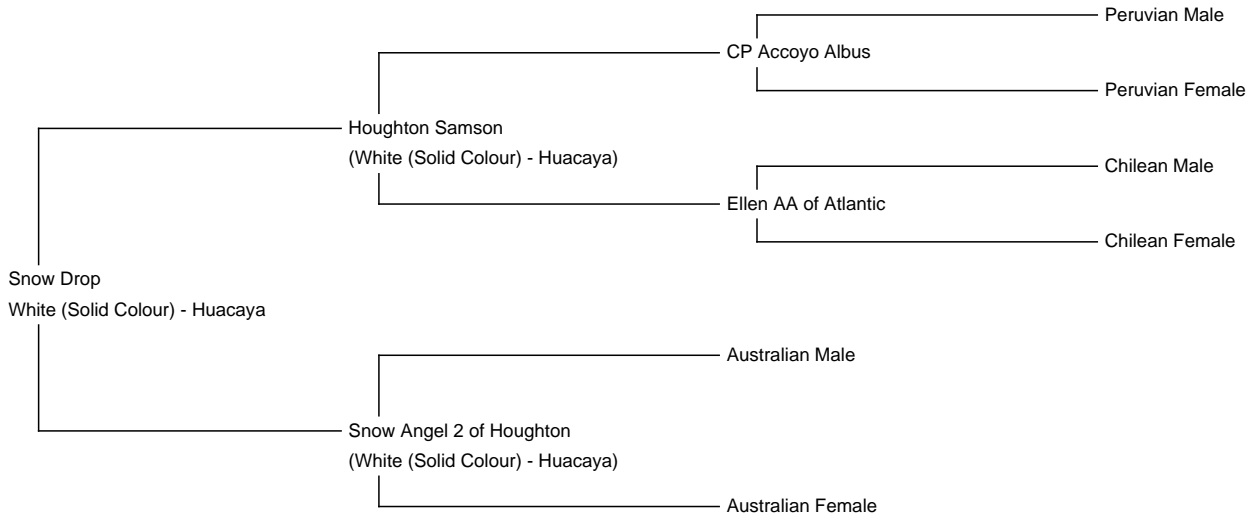 Peruvian Male
CP Accoyo Albus
Peruvian Female
Houghton Samson
(White (Solid Colour) - Huacaya)
Chilean Male
Ellen AA of Atlantic
Chilean Female
Snow Drop
White (Solid Colour) - Huacaya
Australian Male
Snow Angel 2 of Houghton
(White (Solid Colour) - Huacaya)
Australian Female